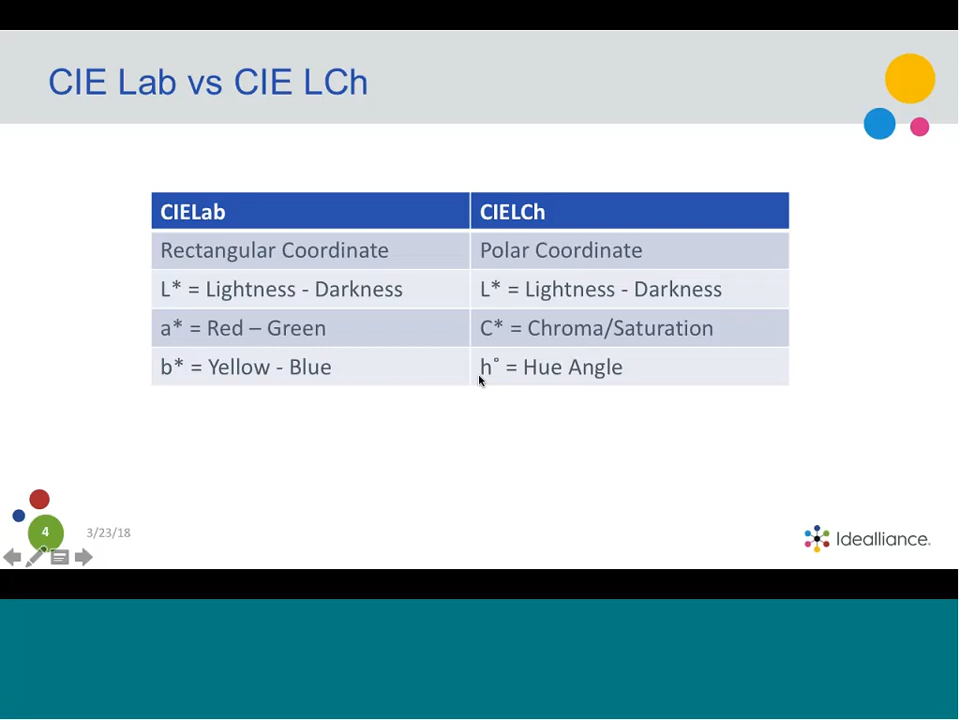 CIE Lab vs CIE LCh
CIELab CIELCh
Rectangular Coordinate Polar Coordinate
L* = Lightness - Darkness L* = Lightness - Darkness
a* = Red – Green C* = Chroma/Saturation
b* = Yellow - Blue h˚ = Hue Angle
4 3/23/18
Idealliance.